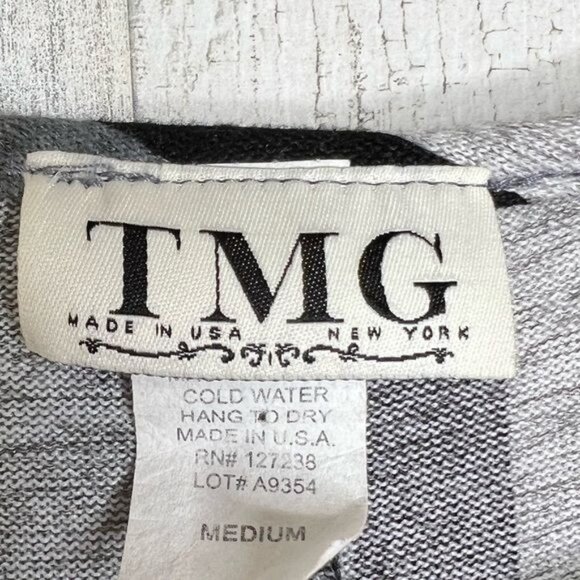 TMG
MADE IN USA NEW YORK
COLD WATER
HANG TO DRY
MADE IN U.S.A.
RN# 127238
LOT# A9354
MEDIUM